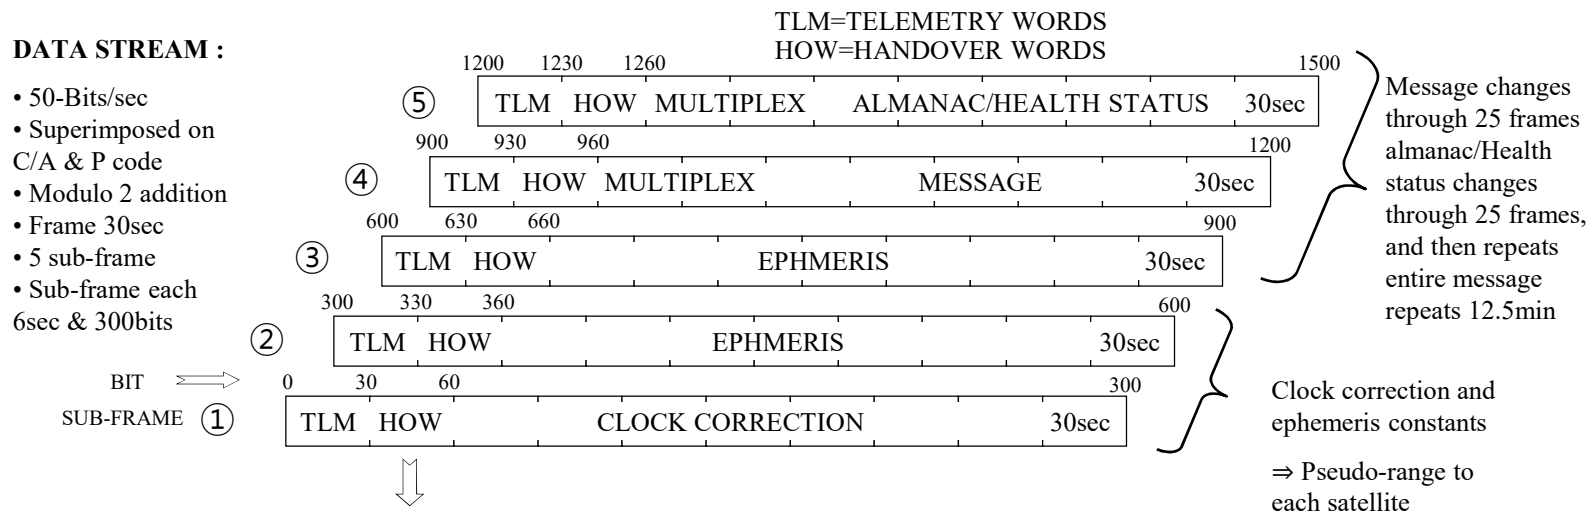 TLM=TELEMETRY WORDS
HOW=HANDOVER WORDS
DATA STREAM :
• 50-Bits/sec
• Superimposed on
C/A & P code
• Modulo 2 addition
• Frame 30sec
• 5 sub-frame
• Sub-frame each
6sec & 300bits
1200 1230 1260 1500
⑤ TLM HOW MULTIPLEX ALMANAC/HEALTH STATUS 30sec
900 930 960 1200
④ TLM HOW MULTIPLEX MESSAGE 30sec
600 630 660 900
③ TLM HOW EPHMERIS 30sec
300 330 360 600
② TLM HOW EPHMERIS 30sec
BIT ⇒ 0 30 60 300
SUB-FRAME ① TLM HOW CLOCK CORRECTION 30sec
Message changes
through 25 frames
almanac/Health
status changes
through 25 frames,
and then repeats
entire message
repeats 12.5min
Clock correction and
ephemeris constants
⇒ Pseudo-range to
each satellite